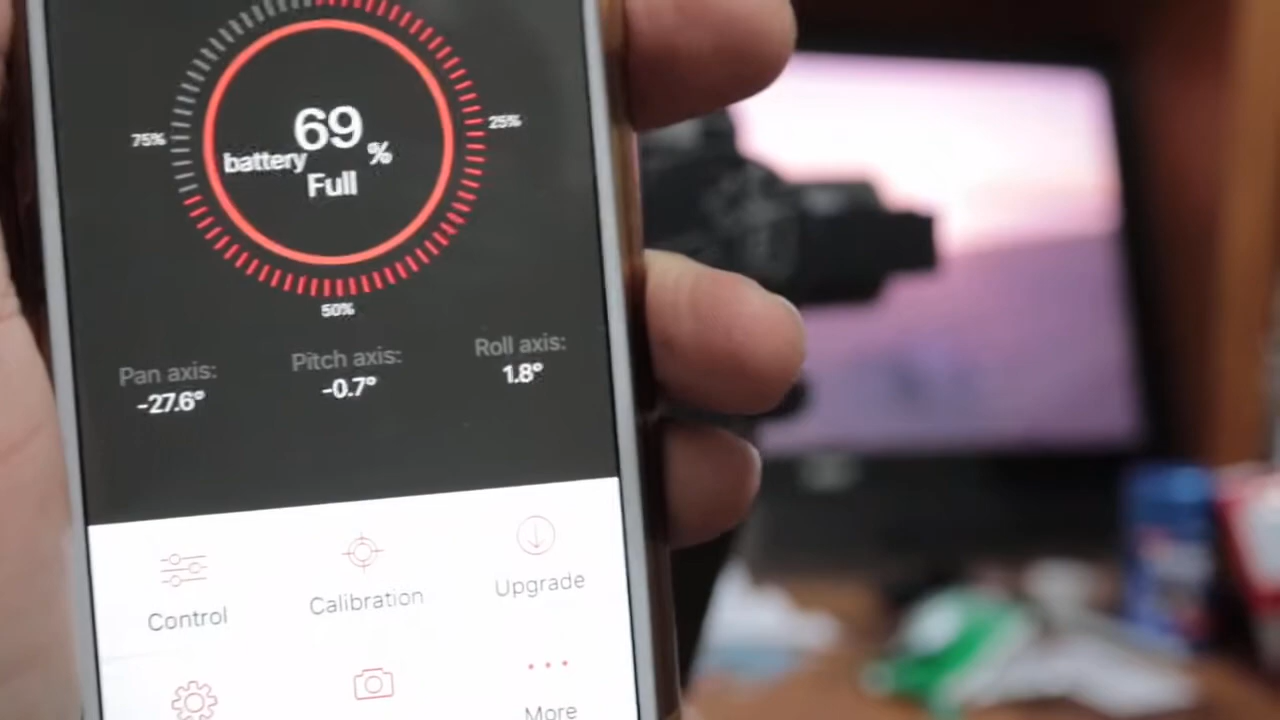 75%
25%
69 %
battery
Full
50%
Pan axis:
-27.6°
Pitch axis:
-0.7°
Roll axis:
1.8°
Control
Calibration
Upgrade
More